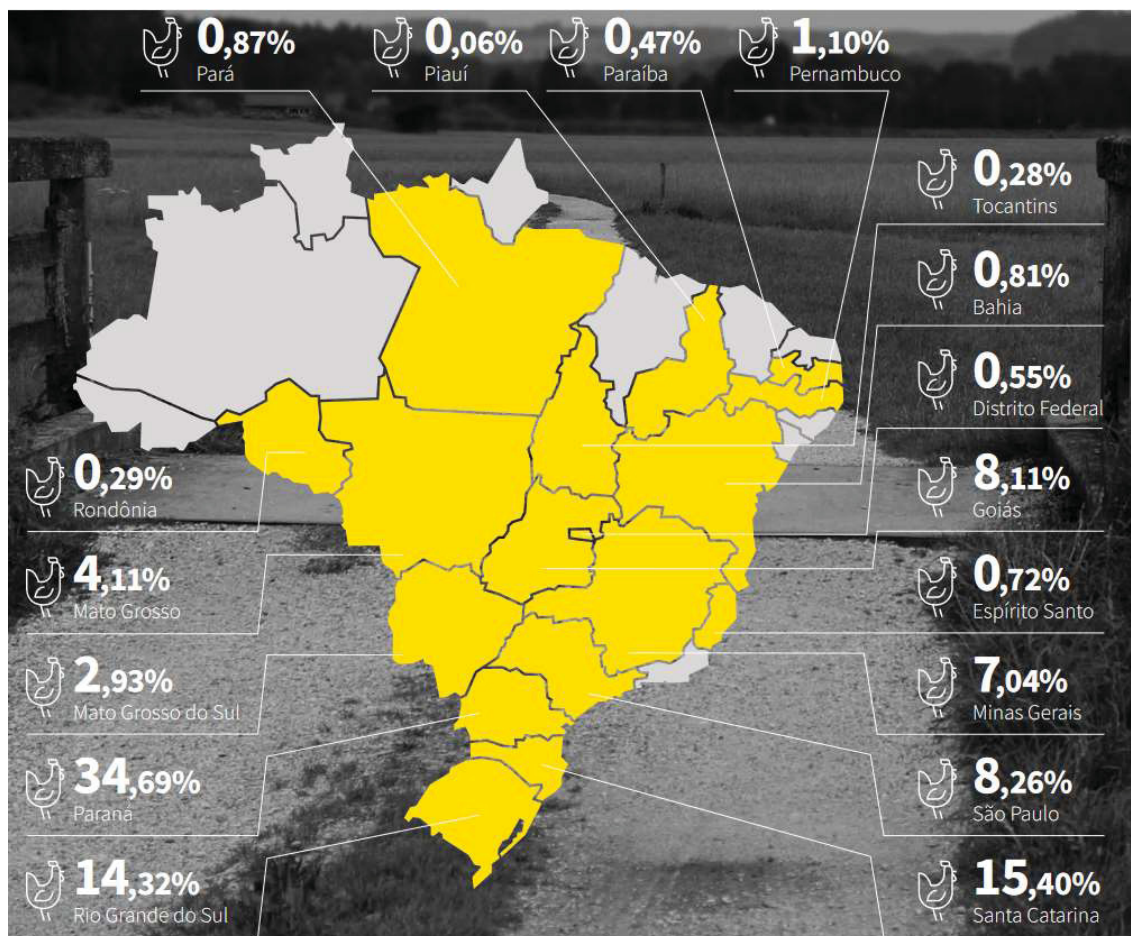 0,87%
Pará
0,06%
Piauí
0,47%
Paraíba
1,10%
Pernambuco
0,28%
Tocantins
0,81%
Bahia
0,55%
Distrito Federal
8,11%
Goiás
0,72%
Espírito Santo
7,04%
Minas Gerais
8,26%
São Paulo
15,40%
Santa Catarina
0,29%
Rondônia
4,11%
Mato Grosso
2,93%
Mato Grosso do Sul
34,69%
Paraná
14,32%
Rio Grande do Sul